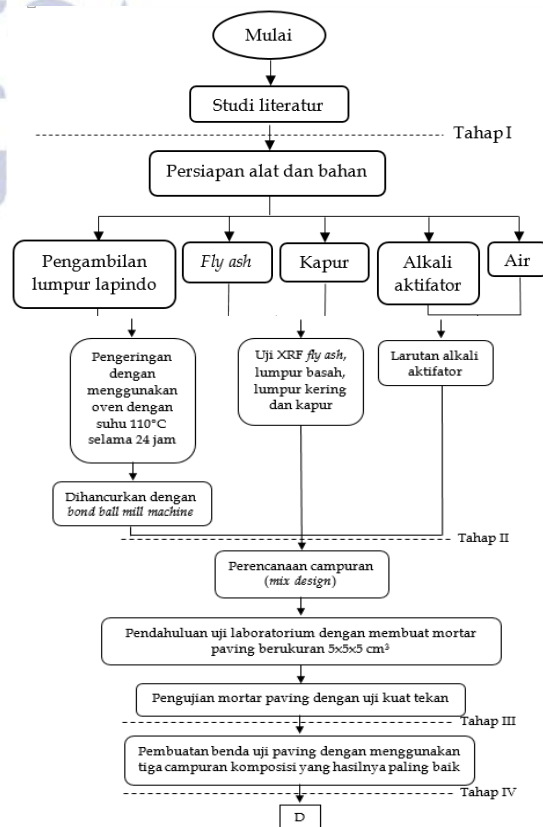 Mulai
Studi literatur
Tahap I
Persiapan alat dan bahan
Pengambilan
lumpur lapindo
Fly ash
Kapur
Alkali
aktifator
Air
Pengeringan
dengan
menggunakan
oven dengan
suhu 110°C
selama 24 jam
Uji XRF fly ash,
lumpur basah,
lumpur kering
dan kapur
Larutan alkali
aktifator
Dihancurkan dengan
bond ball mill machine
Tahap II
Perencanaan campuran
(mix design)
Pendahuluan uji laboratorium dengan membuat mortar
paving berukuran 5x5x5 cm³
Pengujian mortar paving dengan uji kuat tekan
Tahap III
Pembuatan benda uji paving dengan menggunakan
tiga campuran komposisi yang hasilnya paling baik
Tahap IV
D